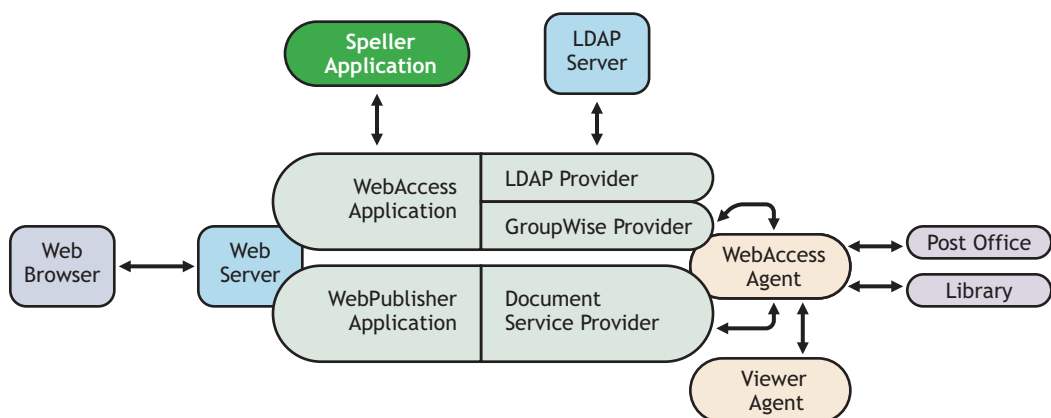 Speller
Application
LDAP
Server
WebAccess
Application
LDAP Provider
GroupWise Provider
Web
Browser
Web
Server
WebAccess
Agent
Post Office
Library
WebPublisher
Application
Document
Service Provider
Viewer
Agent